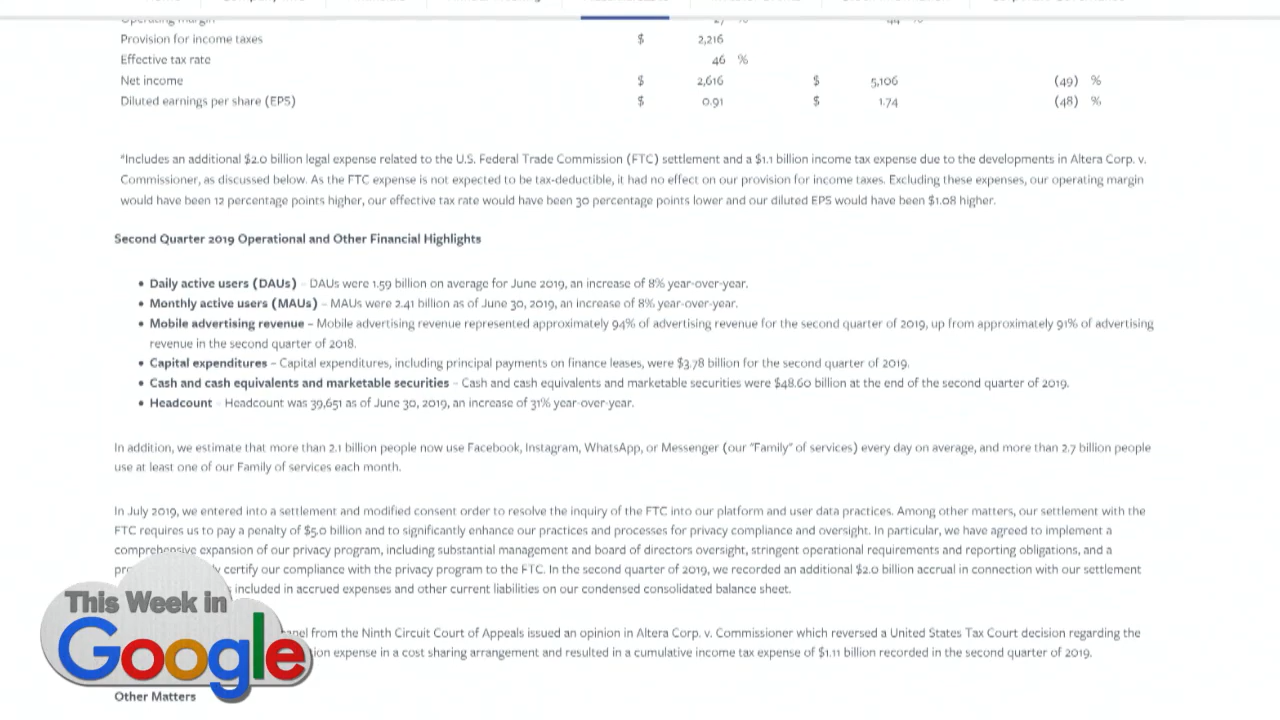 Provision for income taxes $ 2,216
Effective tax rate 46 %
Net income $ 2,616 $ 5,106 (49) %
Diluted earnings per share (EPS) $ 0.91 $ 1.74 (48) %
*Includes an additional $2.0 billion legal expense related to the U.S. Federal Trade Commission (FTC) settlement and a $1.1 billion income tax expense due to the developments in Altera Corp. v.
Commissioner, as discussed below. As the FTC expense is not expected to be tax-deductible, it had no effect on our provision for income taxes. Excluding these expenses, our operating margin
would have been 12 percentage points higher, our effective tax rate would have been 30 percentage points lower and our diluted EPS would have been $1.08 higher.
Second Quarter 2019 Operational and Other Financial Highlights
• Daily active users (DAUs) - DAUs were 1.59 billion on average for June 2019, an increase of 8% year-over-year.
• Monthly active users (MAUs) – MAUs were 2.41 billion as of June 30, 2019, an increase of 8% year-over-year.
• Mobile advertising revenue – Mobile advertising revenue represented approximately 94% of advertising revenue for the second quarter of 2019, up from approximately 91% of advertising
revenue in the second quarter of 2018.
• Capital expenditures – Capital expenditures, including principal payments on finance leases, were $3.78 billion for the second quarter of 2019.
• Cash and cash equivalents and marketable securities – Cash and cash equivalents and marketable securities were $48.60 billion at the end of the second quarter of 2019.
• Headcount - Headcount was 39,651 as of June 30, 2019, an increase of 31% year-over-year.
In addition, we estimate that more than 2.1 billion people now use Facebook, Instagram, WhatsApp, or Messenger (our "Family" of services) every day on average, and more than 2.7 billion people
use at least one of our Family of services each month.
In July 2019, we entered into a settlement and modified consent order to resolve the inquiry of the FTC into our platform and user data practices. Among other matters, our settlement with the
FTC requires us to pay a penalty of $5.0 billion and to significantly enhance our practices and processes for privacy compliance and oversight. In particular, we have agreed to implement a
comprehensive expansion of our privacy program, including substantial management and board of directors oversight, stringent operational requirements and reporting obligations, and a
certify our compliance with the privacy program to the FTC. In the second quarter of 2019, we recorded an additional $2.0 billion accrual in connection with our settlement
included in accrued expenses and other current liabilities on our condensed consolidated balance sheet.
from the Ninth Circuit Court of Appeals issued an opinion in Altera Corp. v. Commissioner which reversed a United States Tax Court decision regarding the
expense in a cost sharing arrangement and resulted in a cumulative income tax expense of $1.11 billion recorded in the second quarter of 2019.
This Week in
Google
Other Matters